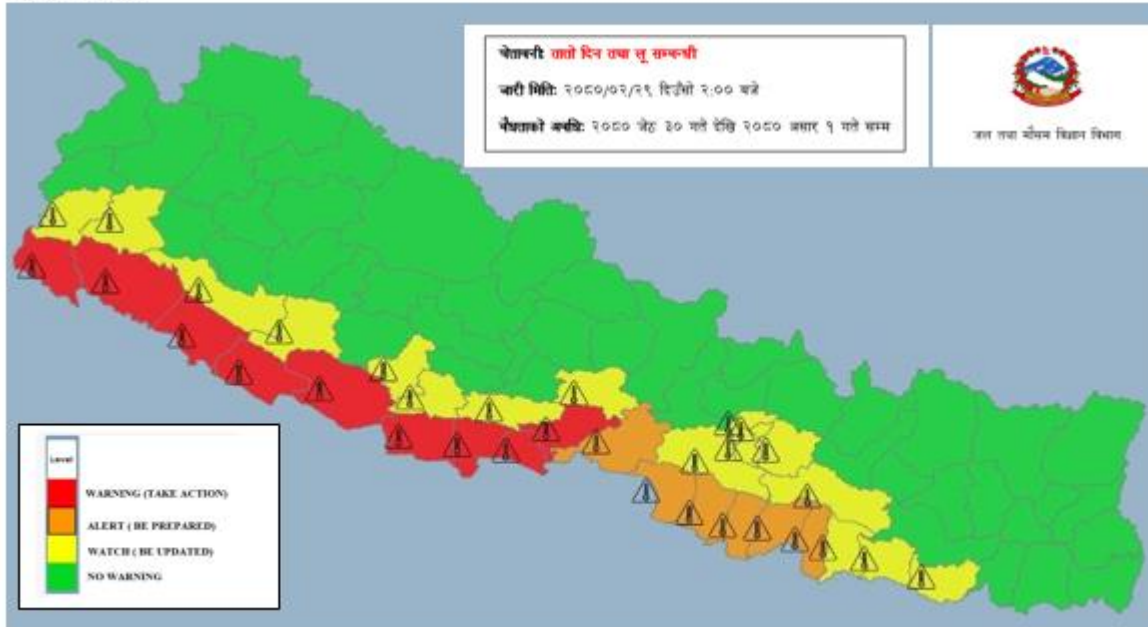 चेतावनी: तातो दिन तथा लू सम्बन्धी
जारी मिति: २०८०/०२/२९ दिउँसो २:०० बजे
वैधताको अवधि: २०८० जेठ ३० गते देखि २०८० असार १ गते सम्म
जल तथा मौसम विज्ञान विभाग
Level
WARNING (TAKE ACTION)
ALERT ( BE PREPARED)
WATCH ( BE UPDATED)
NO WARNING